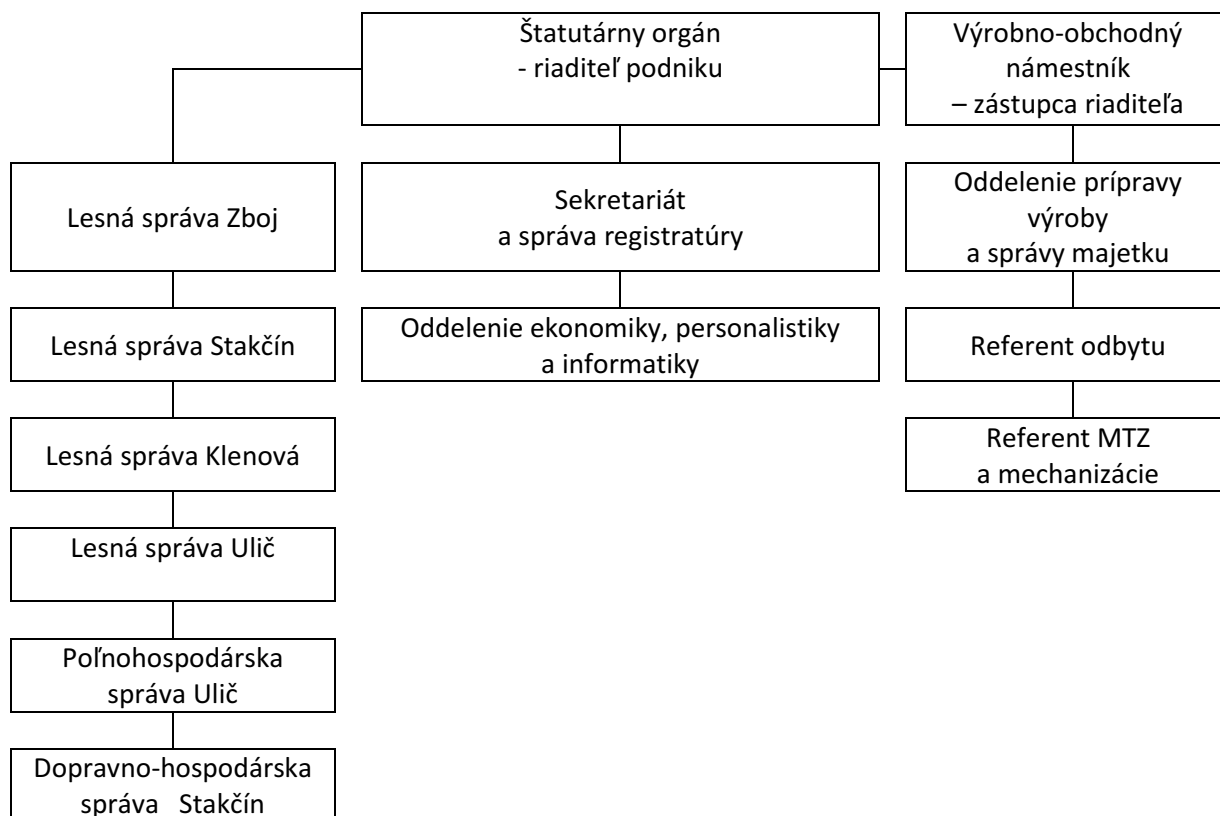 Štatutárny orgán
- riaditeľ podniku
Výrobno-obchodný
námestník
– zástupca riaditeľa
Lesná správa Zboj
Sekretariát
a správa registratúry
Oddelenie prípravy
výroby
a správy majetku
Lesná správa Stakčín
Oddelenie ekonomiky, personalistiky
a informatiky
Referent odbytu
Lesná správa Klenová
Referent MTZ
a mechanizácie
Lesná správa Ulič
Poľnohospodárska
správa Ulič
Dopravno-hospodárska
správa Stakčín